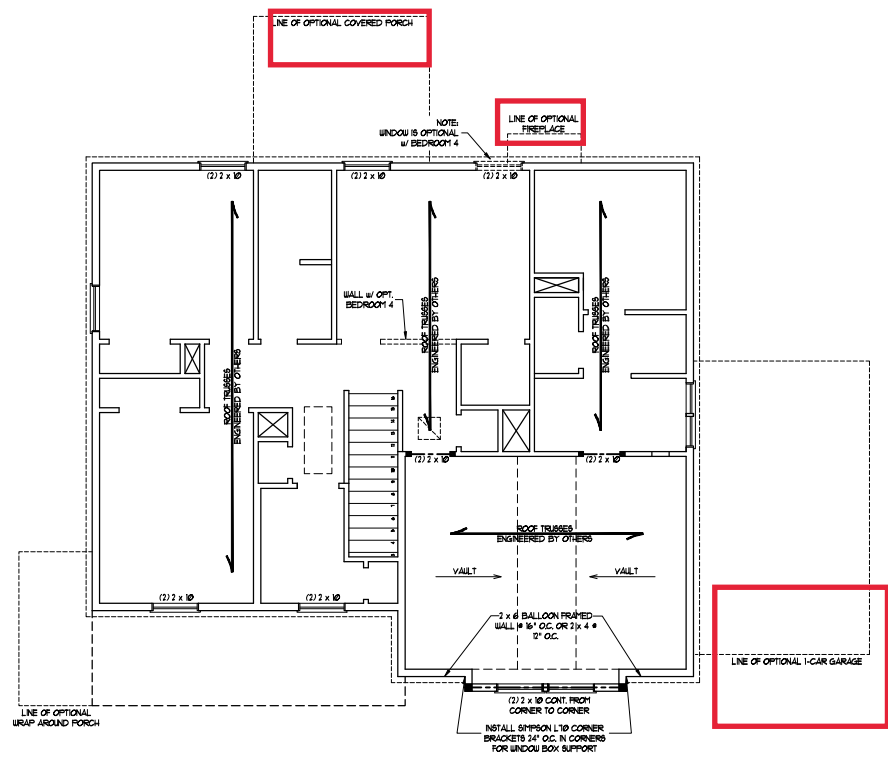 LINE OF OPTIONAL COVERED PORCH
LINE OF OPTIONAL
FIREPLACE
NOTE:
WINDOW IS OPTIONAL
w/ BEDROOM 4
(2) 2 x 10
(2) 2 x 10
(2) 2 x 10
WALL w/ OPT.
BEDROOM 4
ROOF TRUSSES
ENGINEERED BY OTHERS
ROOF TRUSSES
ENGINEERED BY OTHERS
ROOF TRUSSES
ENGINEERED BY OTHERS
(2) 2 x 10
(2) 2 x 10
ROOF TRUSSES
ENGINEERED BY OTHERS
VAULT
VAULT
(2) 2 x 10
(2) 2 x 10
2 x 6 BALLOON FRAMED
WALL @ 16" O.C. OR 2 x 4 @
12" O.C.
LINE OF OPTIONAL 1-CAR GARAGE
LINE OF OPTIONAL
WRAP AROUND PORCH
(2) 2 x 10 CONT. FROM
CORNER TO CORNER
INSTALL SIMPSON L70 CORNER
BRACKETS 24" O.C. IN CORNERS
FOR WINDOW BOX SUPPORT